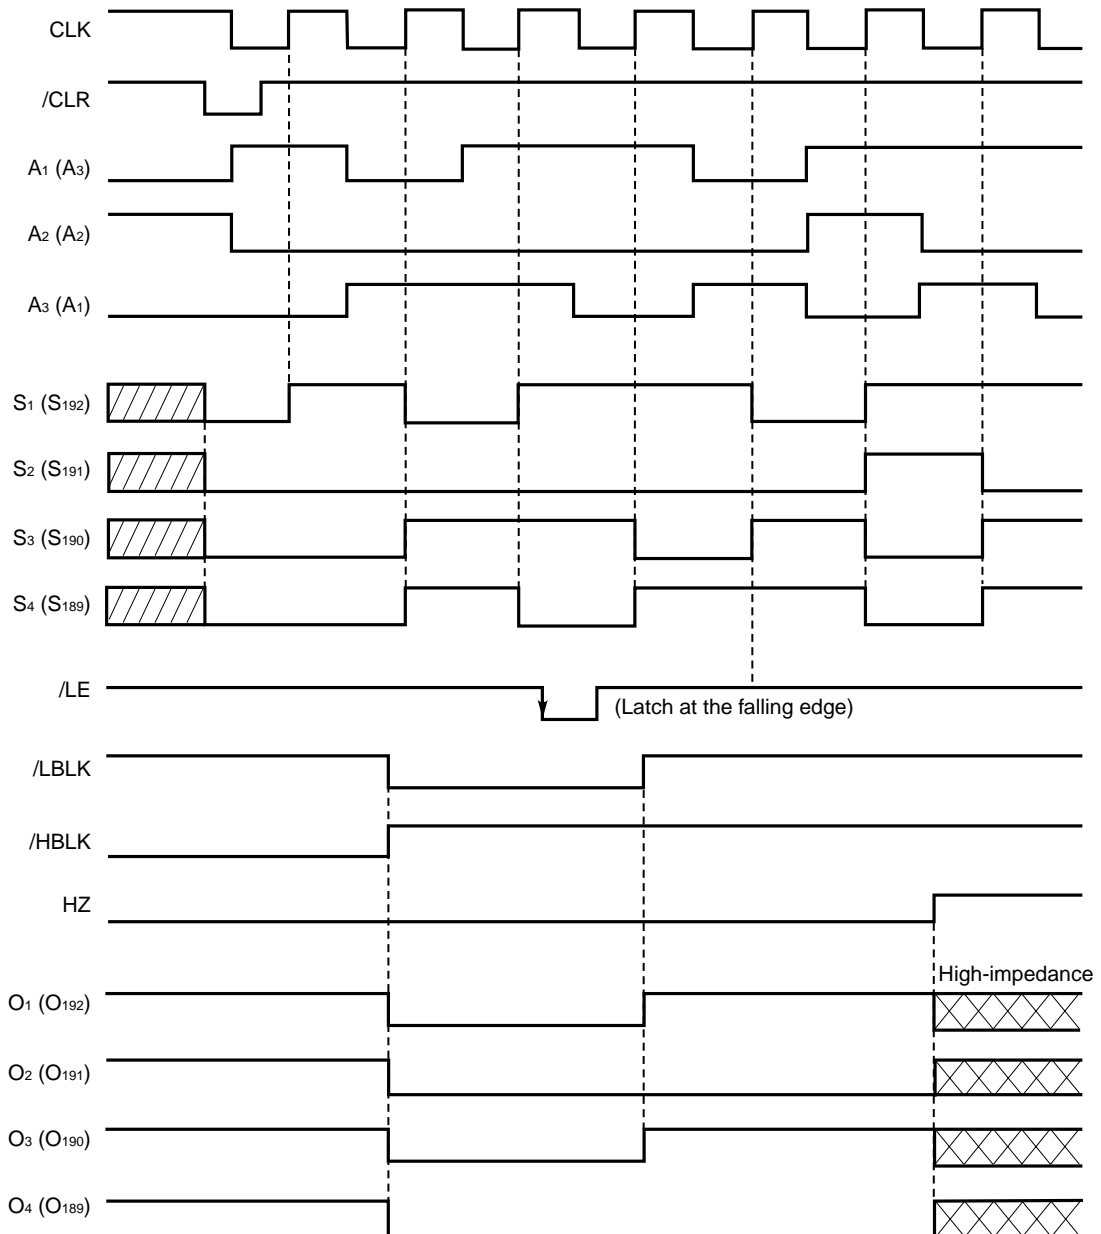 CLK
/CLR
A1 (A3)
A2 (A2)
A3 (A1)
S1 (S192)
S2 (S191)
S3 (S190)
S4 (S189)
/LE
(Latch at the falling edge)
/LBLK
/HBLK
HZ
High-impedance
O1 (O192)
O2 (O191)
O3 (O190)
O4 (O189)